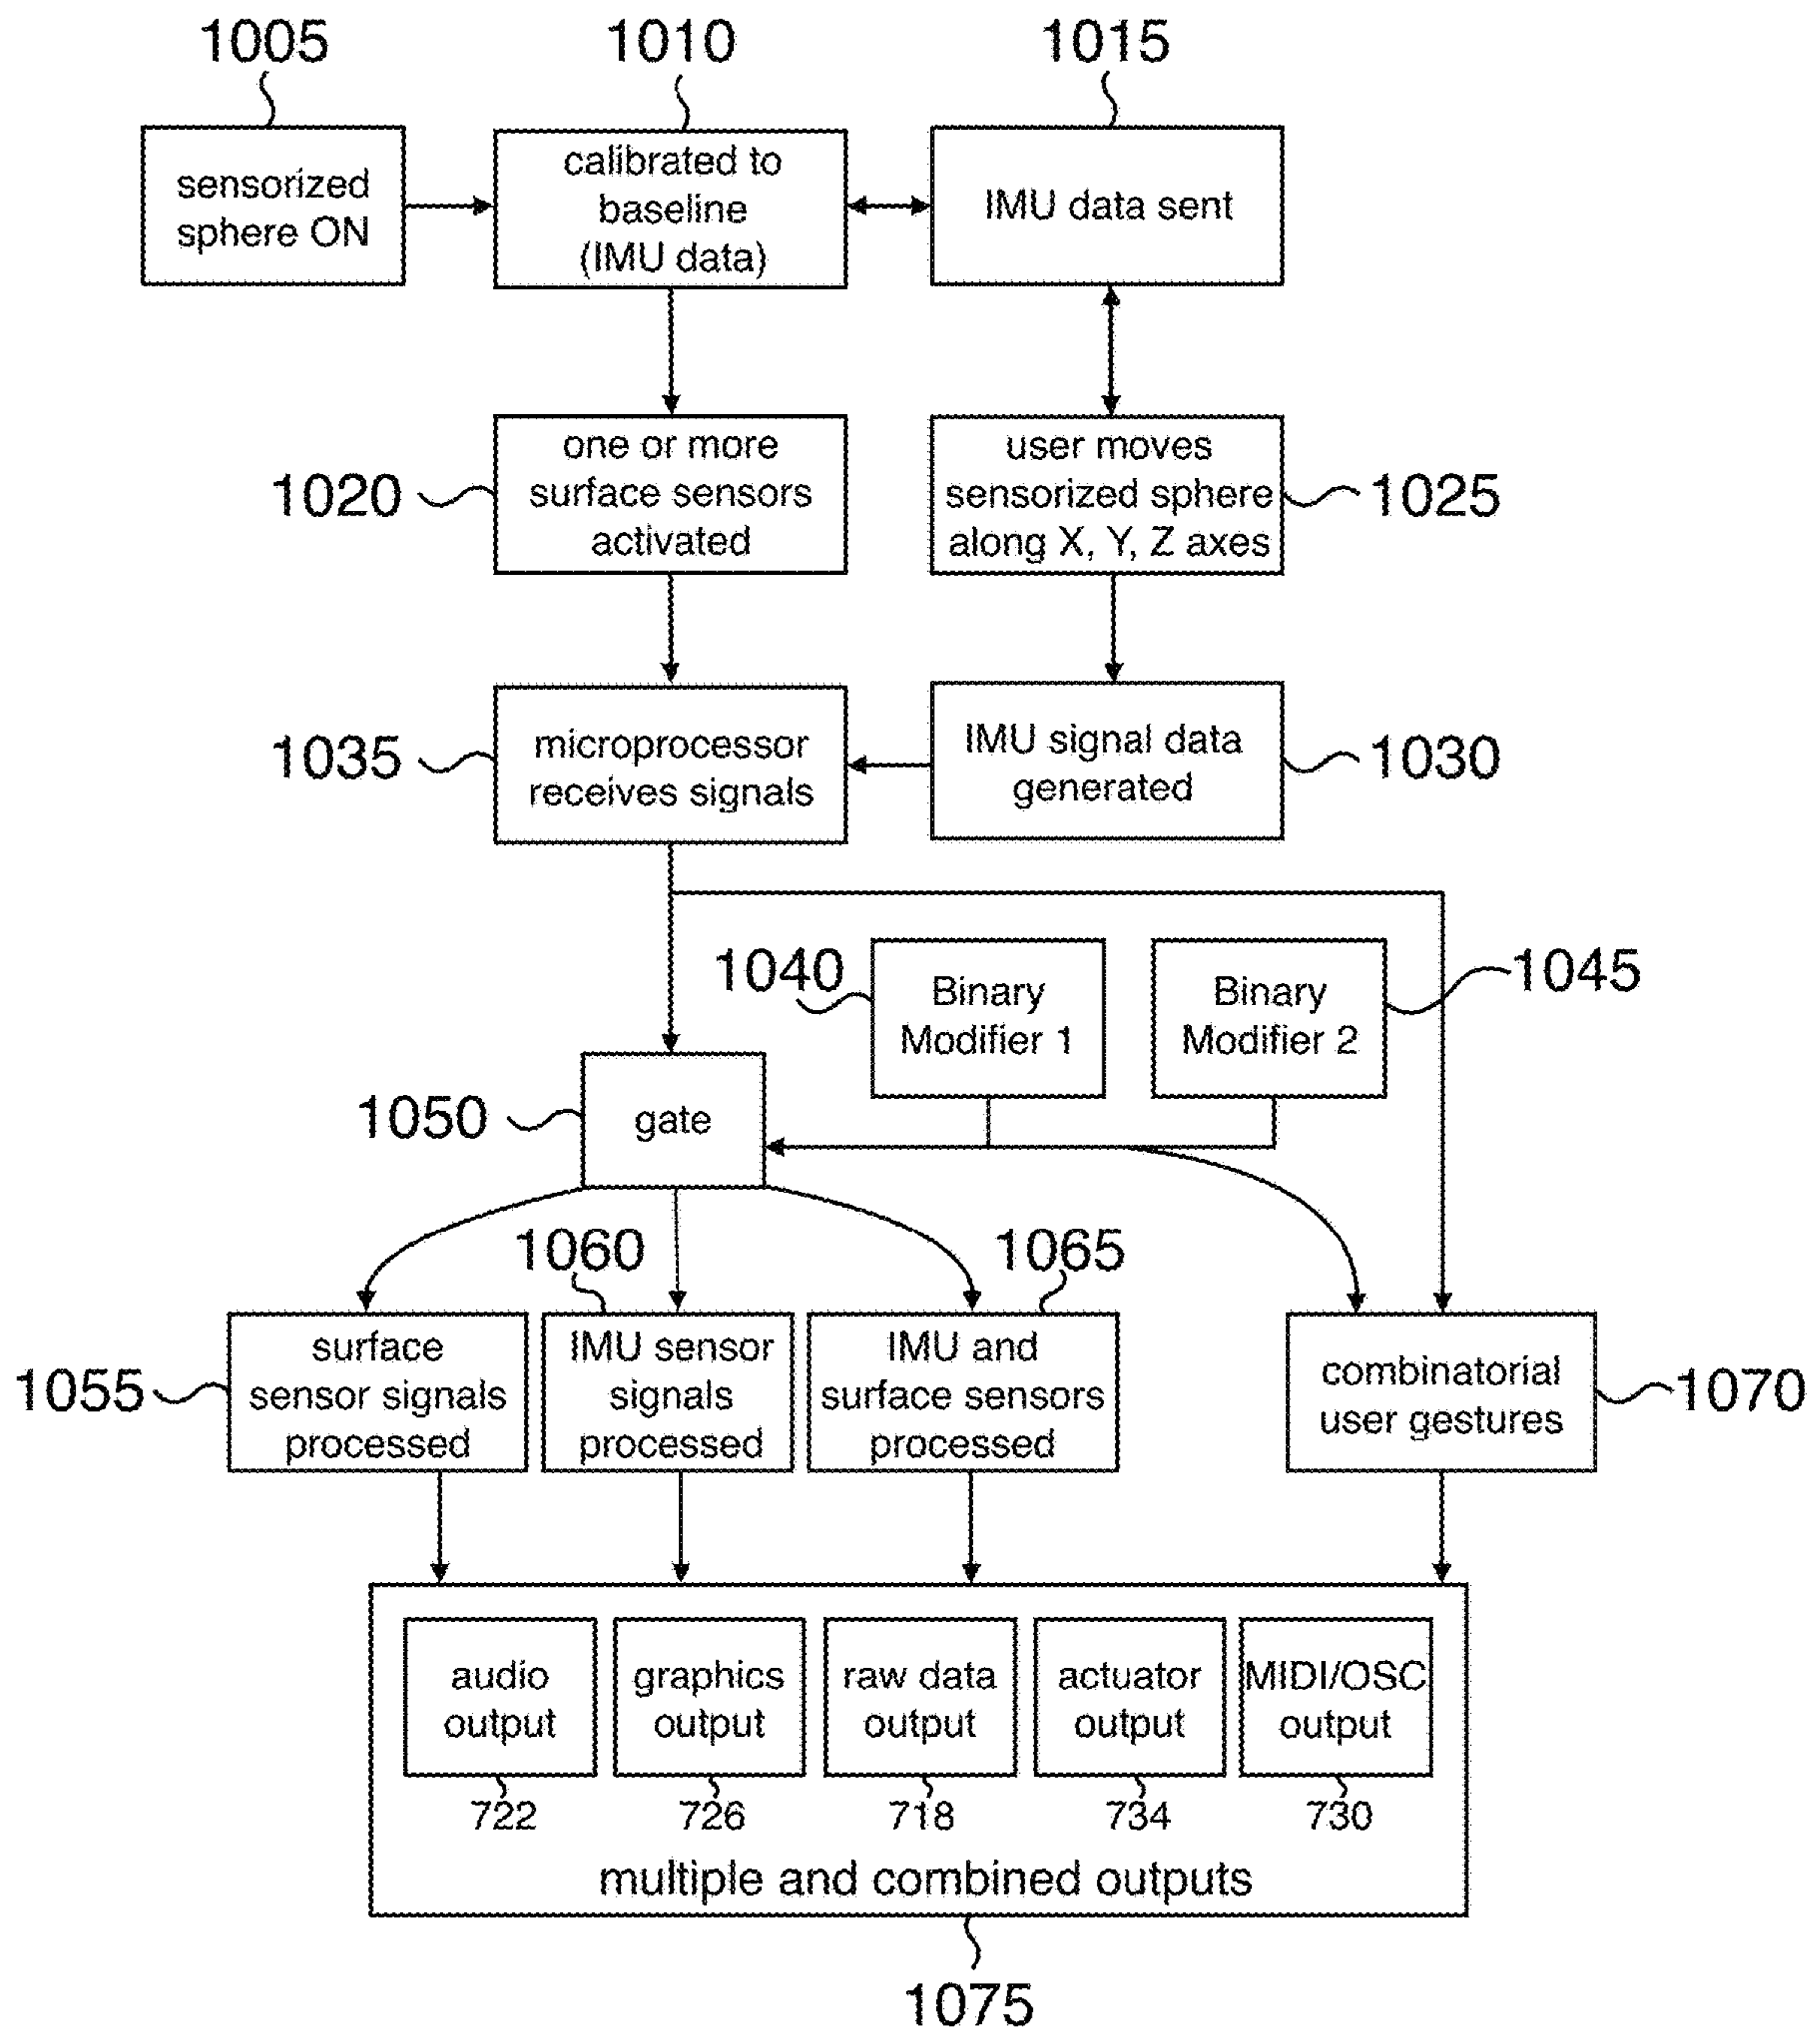 1005
1010
1015
sensorized
sphere ON
calibrated to
baseline
(IMU data)
IMU data sent
1020
one or more
surface sensors
activated
user moves
sensorized sphere
along X, Y, Z axes
1025
1035
microprocessor
receives signals
IMU signal data
generated
1030
1040
Binary
Modifier 1
Binary
Modifier 2
1045
1050
gate
1060
1065
1055
surface
sensor signals
processed
IMU sensor
signals
processed
IMU and
surface sensors
processed
combinatorial
user gestures
1070
audio
output
graphics
output
raw data
output
actuator
output
MIDI/OSC
output
722
726
718
734
730
multiple and combined outputs
1075